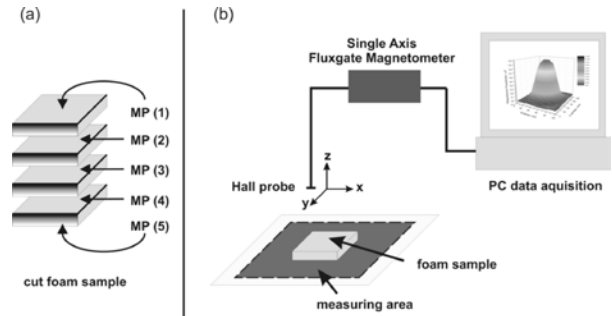 (a)
MP (1)
MP (2)
MP (3)
MP (4)
MP (5)
cut foam sample
(b)
Single Axis
Fluxgate Magnetometer
Hall probe
z
x
y
PC data aquisition
foam sample
measuring area